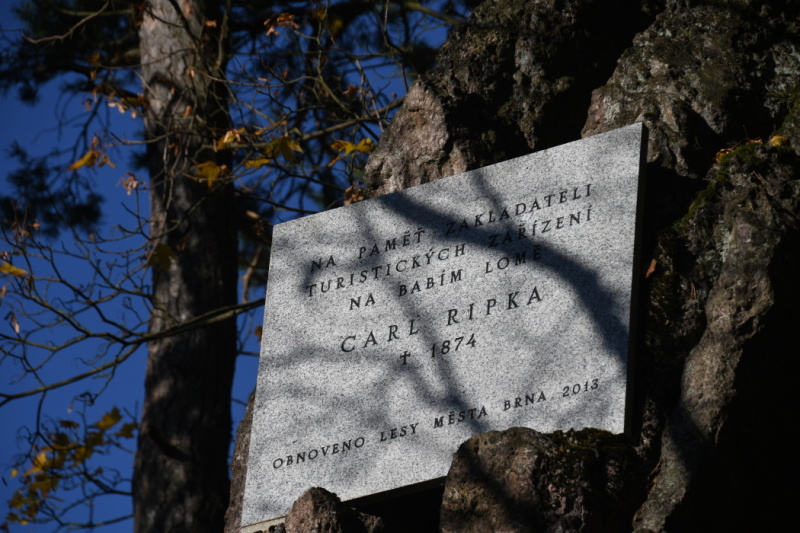 NA PAMĚŤ ZAKLADATELI
TURISTICKÝCH ZAŘÍZENÍ
NA BABÍM LOMĚ
CARL RIPKA
† 1874
OBNOVENO LESY MĚSTA BRNA 2013